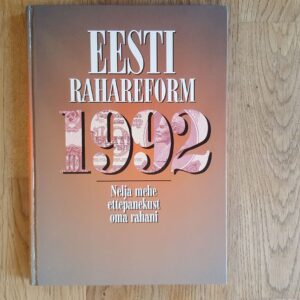 EESTI
RAHAREFORM
1992
Nelja mehe
ettepanekust
oma rahani